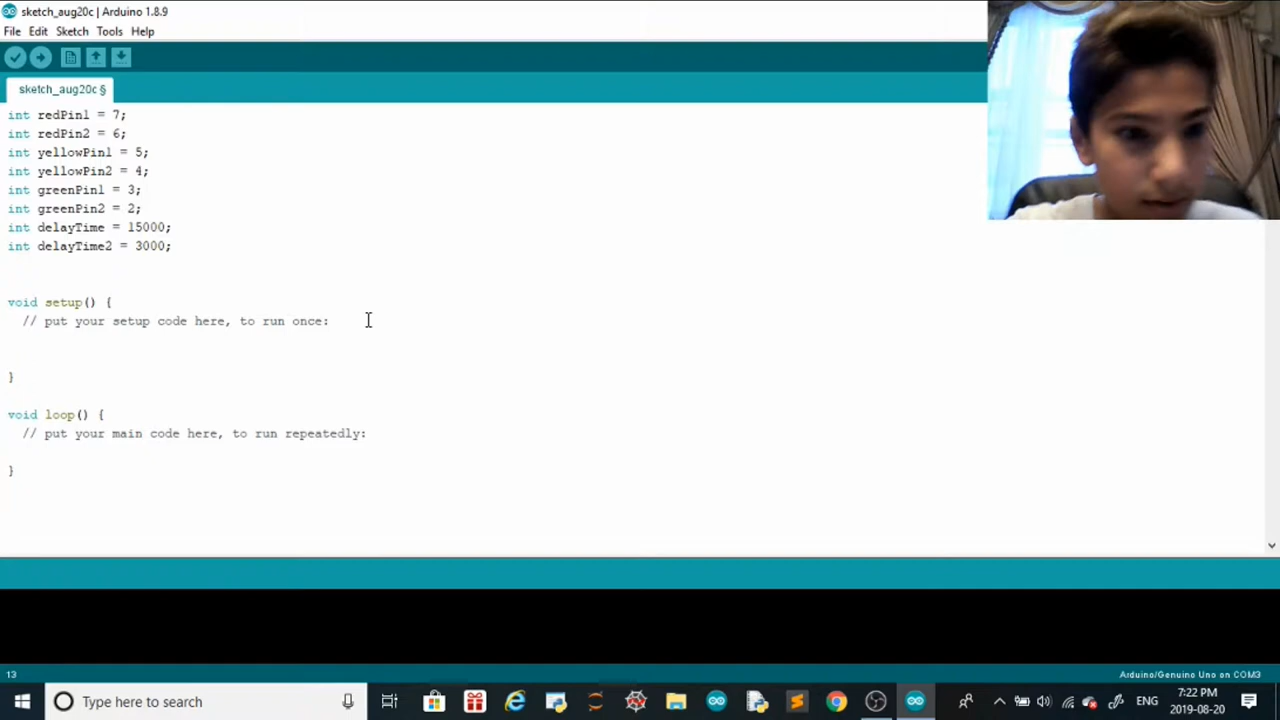 sketch_aug20c | Arduino 1.8.9
File Edit Sketch Tools Help
sketch_aug20c §
int redPin1 = 7;
int redPin2 = 6;
int yellowPin1 = 5;
int yellowPin2 = 4;
int greenPin1 = 3;
int greenPin2 = 2;
int delayTime = 15000;
int delayTime2 = 3000;
void setup() {
// put your setup code here, to run once:
}
void loop() {
// put your main code here, to run repeatedly:
}
13
Arduino/Genuino Uno on COM3
Type here to search
ENG
7:22 PM
2019-08-20